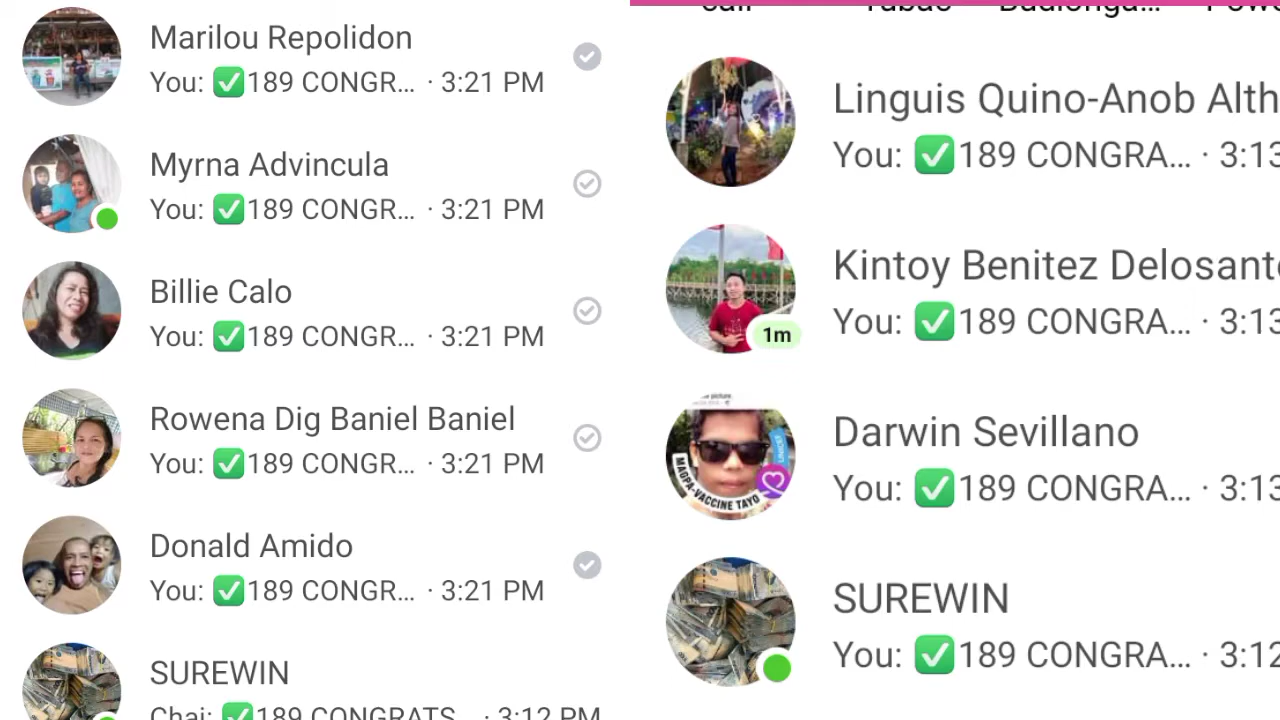 Marilou Repolidon
You: ✅189 CONGR... · 3:21 PM
Myrna Advincula
You: ✅189 CONGR... · 3:21 PM
Billie Calo
You: ✅189 CONGR... · 3:21 PM
Rowena Dig Baniel Baniel
You: ✅189 CONGR... · 3:21 PM
Donald Amido
You: ✅189 CONGR... · 3:21 PM
SUREWIN
Chai: ✅189 CONGRATS... · 3:12 PM
Linguis Quino-Anob Alth
You: ✅189 CONGRA... · 3:13
Kintoy Benitez Delosant
1m
You: ✅189 CONGRA... · 3:13
Darwin Sevillano
MAGPA-VACCINE TAYO
You: ✅189 CONGRA... · 3:13
SUREWIN
You: ✅189 CONGRA... · 3:12